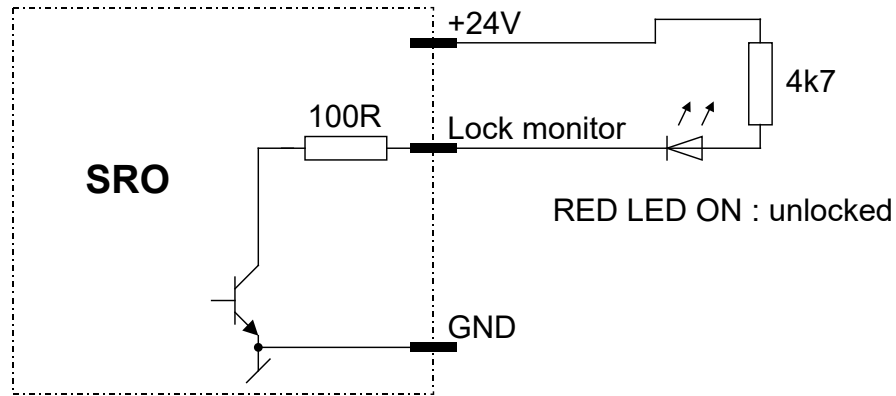 +24V
4k7
100R
Lock monitor
SRO
RED LED ON : unlocked
GND